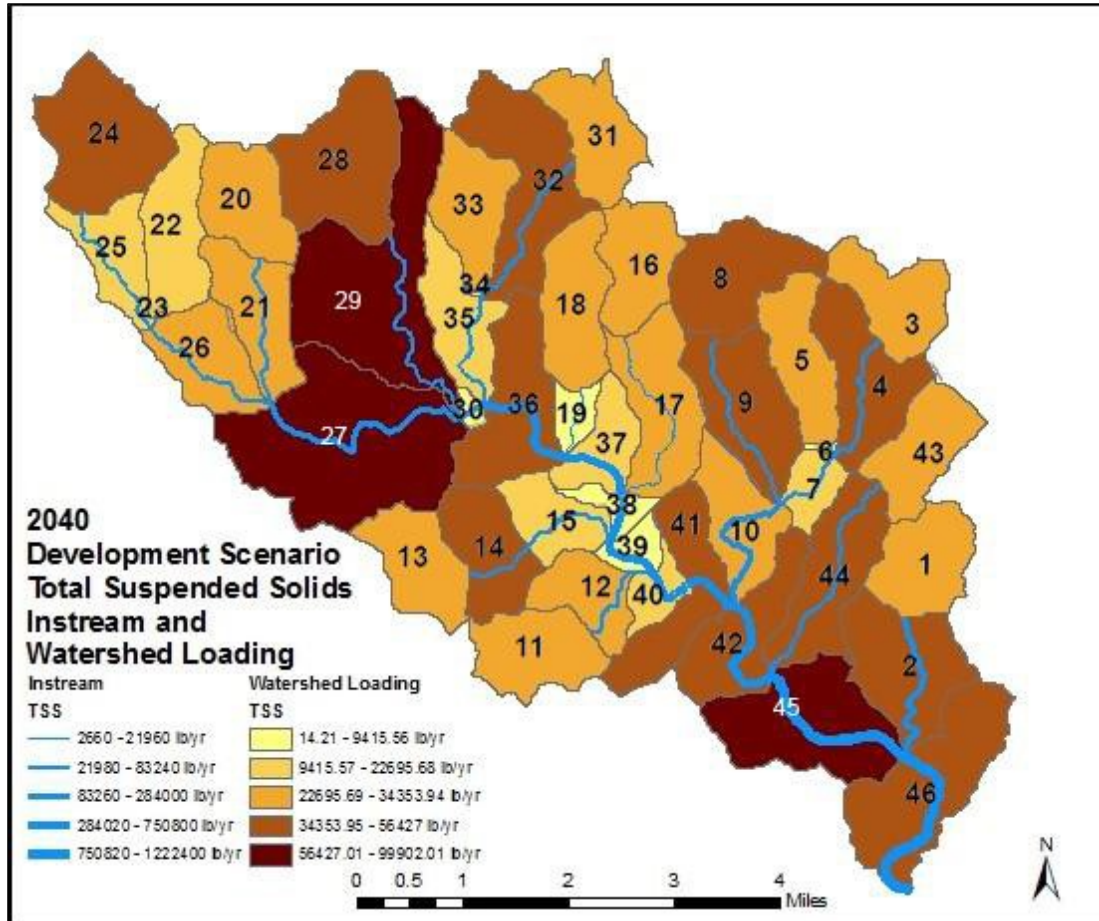 24
28
31
32
20
22
33
25
16
8
3
23
21
29
34
35
18
5
26
4
30
36
19
17
9
27
37
6
43
7
38
2040
Development Scenario
Total Suspended Solids
Instream and
Watershed Loading
13
14
15
39
41
10
44
1
12
40
11
42
2
45
46
Instream
TSS
2660 - 21960 lb/yr
21980 - 83240 lb/yr
83260 - 284000 lb/yr
284020 - 750800 lb/yr
750820 - 1222400 lb/yr
Watershed Loading
TSS
14.21 - 9415.56 lb/yr
9415.57 - 22695.68 lb/yr
22695.69 - 34353.94 lb/yr
34353.95 - 56427 lb/yr
56427.01 - 99902.01 lb/yr
0 0.5 1 2 3 4
Miles
N